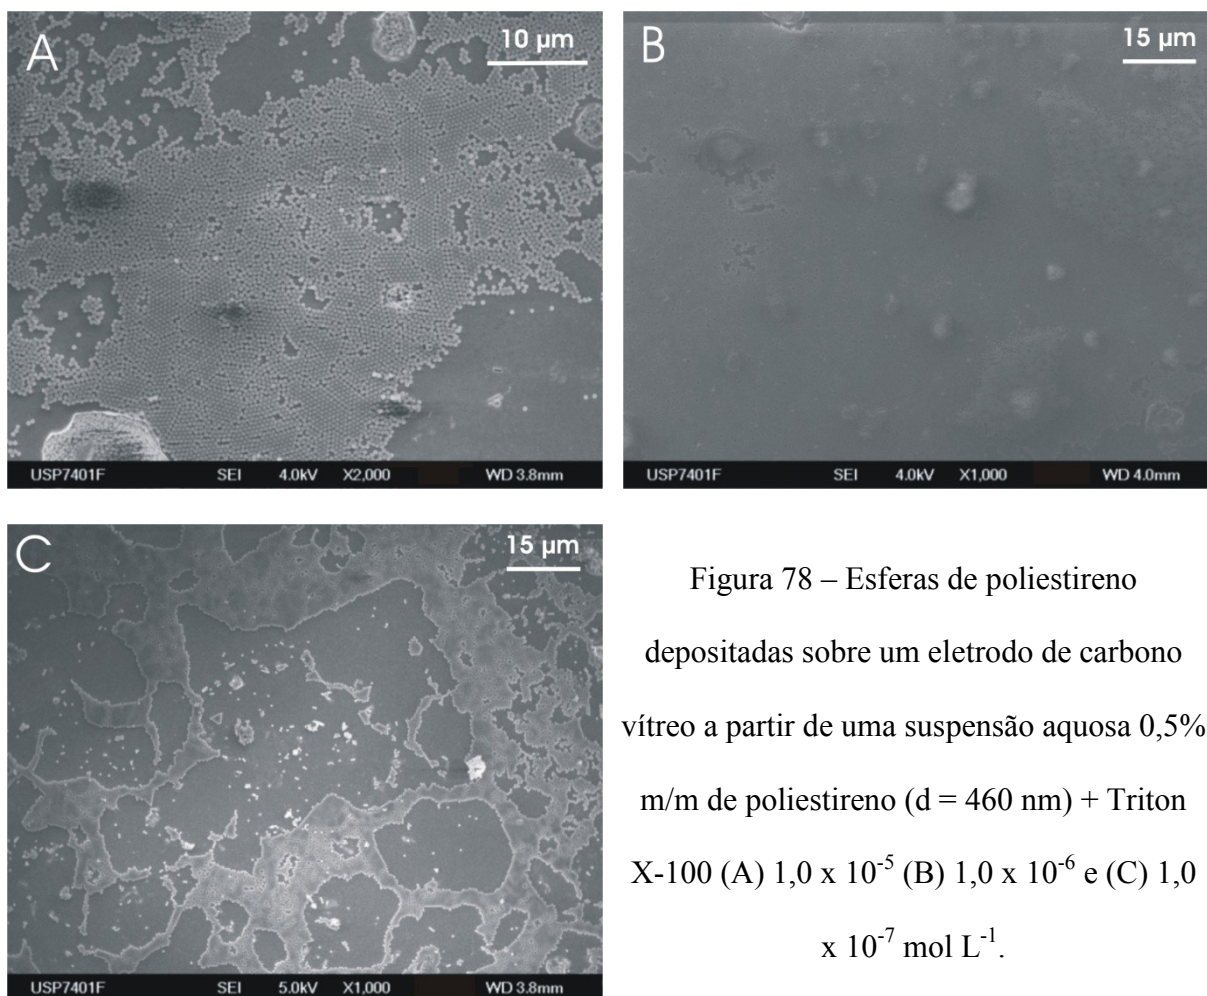 A
10 µm
USP7401F SEI 4.0kV X2,000 WD 3.8mm
B
15 µm
USP7401F SEI 4.0kV X1,000 WD 4.0mm
C
15 µm
USP7401F SEI 5.0kV X1,000 WD 3.8mm
Figura 78 – Esferas de poliestireno
depositadas sobre um eletrodo de carbono
vítreo a partir de uma suspensão aquosa 0,5%
m/m de poliestireno (d = 460 nm) + Triton
X-100 (A) 1,0 x 10⁻⁵ (B) 1,0 x 10⁻⁶ e (C) 1,0
x 10⁻⁷ mol L⁻¹.